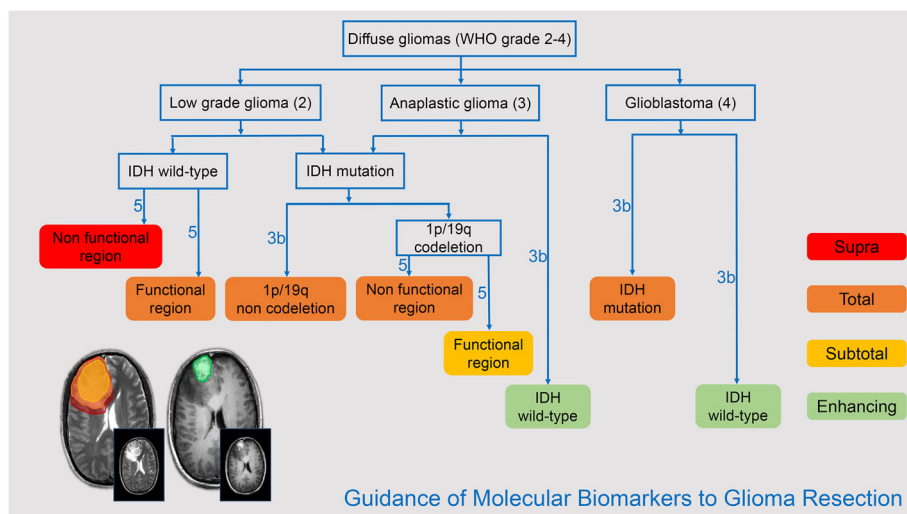 Diffuse gliomas (WHO grade 2-4)
Low grade glioma (2)
Anaplastic glioma (3)
Glioblastoma (4)
IDH wild-type
IDH mutation
5
5
3b
1p/19q
codeletion
5
5
3b
3b
3b
Non functional
region
Functional
region
1p/19q
non codeletion
Non functional
region
Functional
region
IDH
mutation
IDH
wild-type
IDH
wild-type
Supra
Total
Subtotal
Enhancing
Guidance of Molecular Biomarkers to Glioma Resection